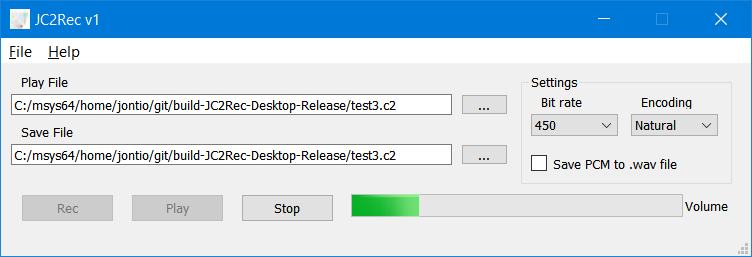 JC2Rec v1
File Help
Play File
C:/msys64/home/jontio/git/build-JC2Rec-Desktop-Release/test3.c2 ...
Save File
C:/msys64/home/jontio/git/build-JC2Rec-Desktop-Release/test3.c2 ...
Settings
Bit rate Encoding
450 Natural
Save PCM to .wav file
Rec Play Stop Volume